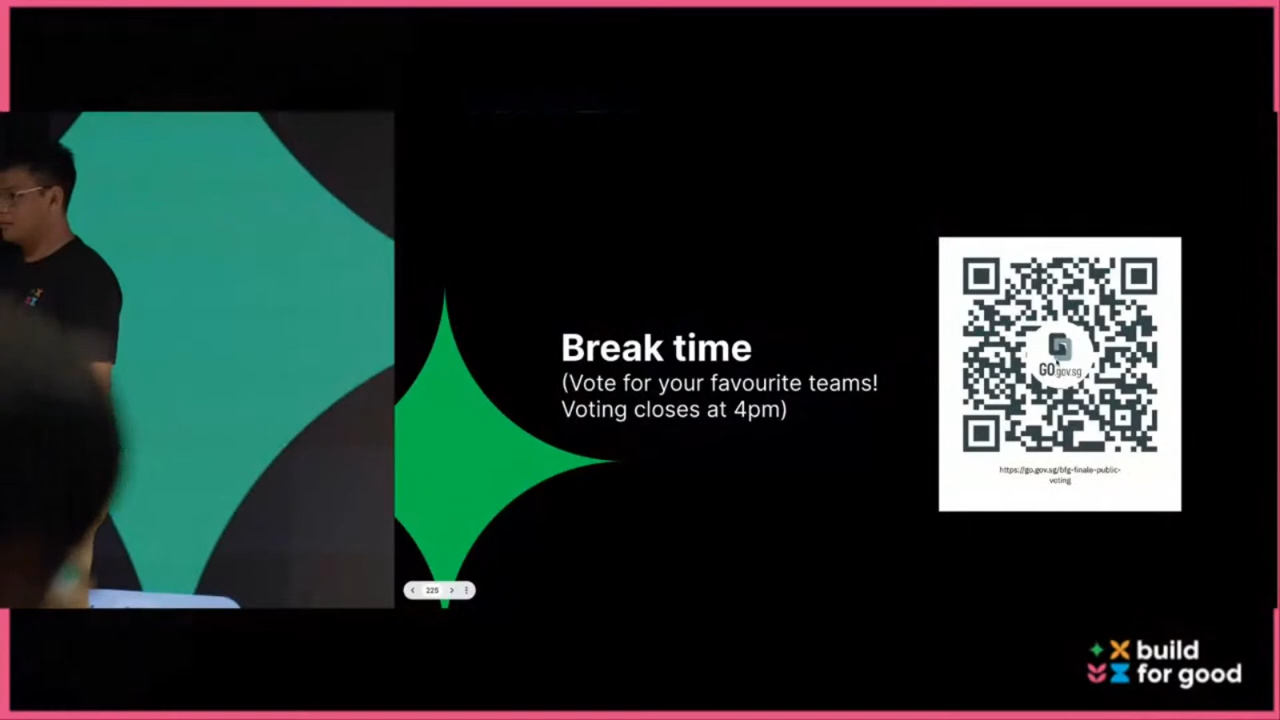 Break time
(Vote for your favourite teams!
Voting closes at 4pm)
GO.gov.sg
https://go.gov.sg/bfg-finale-public-
voting
225
build
for good